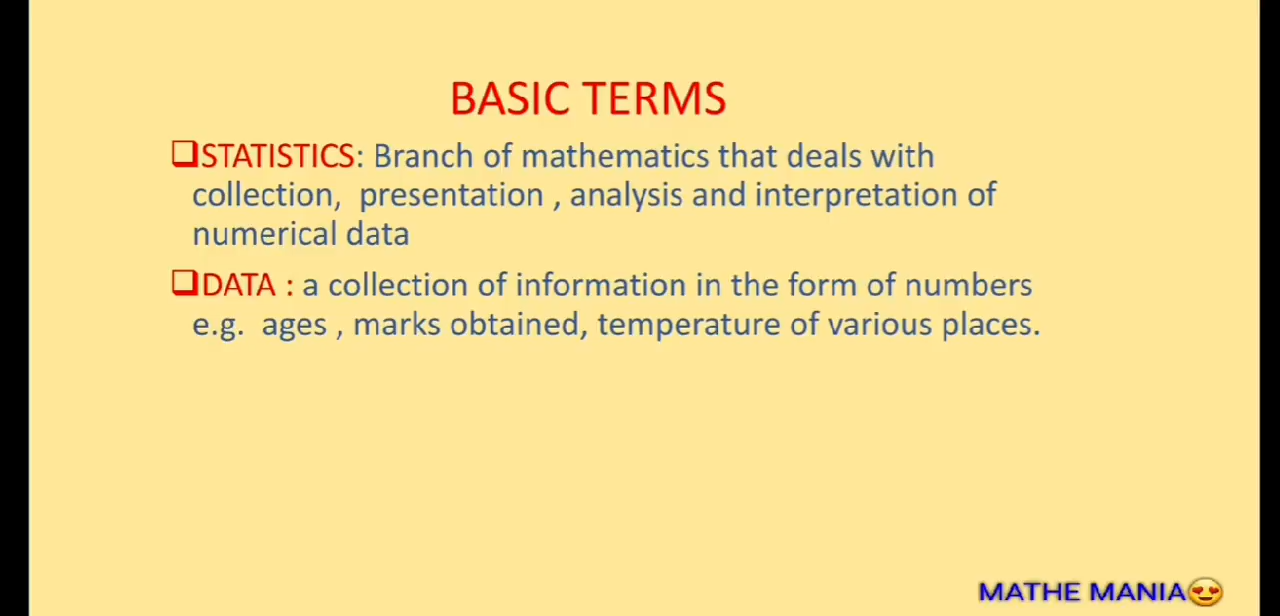 BASIC TERMS
❑STATISTICS: Branch of mathematics that deals with
collection, presentation , analysis and interpretation of
numerical data
❑DATA : a collection of information in the form of numbers
e.g. ages , marks obtained, temperature of various places.
MATHE MANIA😍